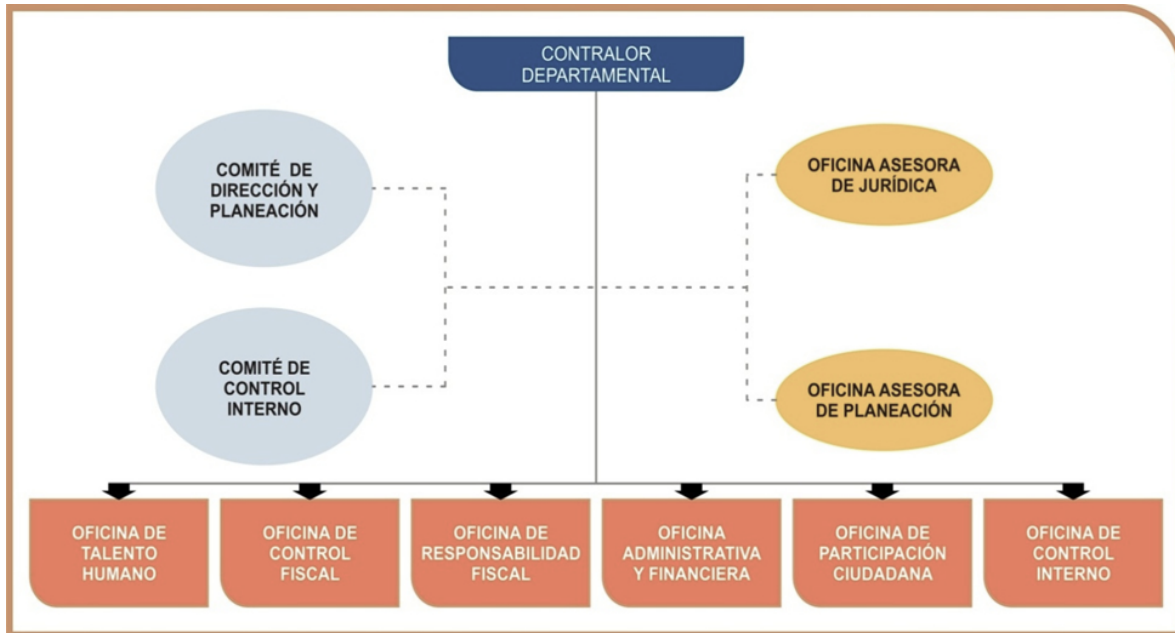 CONTRALOR
DEPARTAMENTAL
COMITÉ DE
DIRECCIÓN Y
PLANEACIÓN
OFICINA ASESORA
DE JURÍDICA
COMITÉ DE
CONTROL
INTERNO
OFICINA ASESORA
DE PLANEACIÓN
OFICINA DE
TALENTO
HUMANO
OFICINA DE
CONTROL
FISCAL
OFICINA DE
RESPONSABILIDAD
FISCAL
OFICINA
ADMINISTRATIVA
Y FINANCIERA
OFICINA DE
PARTICIPACIÓN
CIUDADANA
OFICINA DE
CONTROL
INTERNO